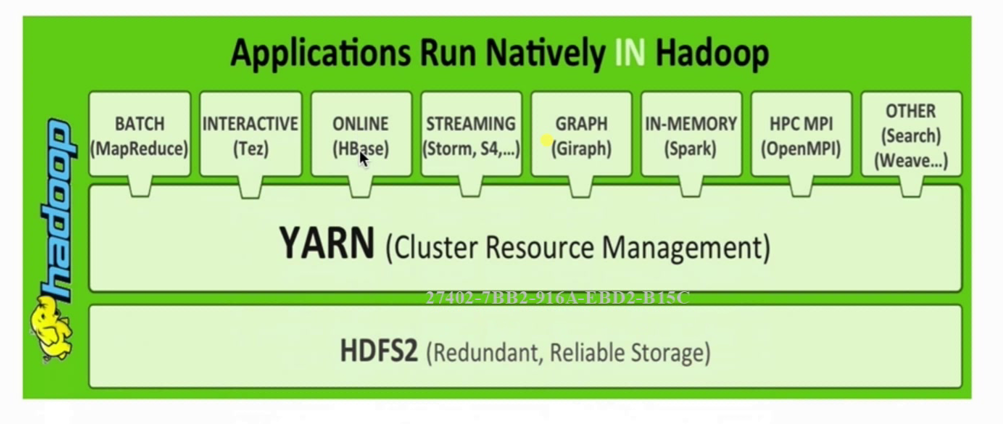 Applications Run Natively IN Hadoop
BATCH
(MapReduce)
INTERACTIVE
(Tez)
ONLINE
(HBase)
STREAMING
(Storm, S4,...)
GRAPH
(Giraph)
IN-MEMORY
(Spark)
HPC MPI
(OpenMPI)
OTHER
(Search)
(Weave...)
hadoop
YARN (Cluster Resource Management)
27402-7BB2-916A-EBD2-B15C
HDFS2 (Redundant, Reliable Storage)